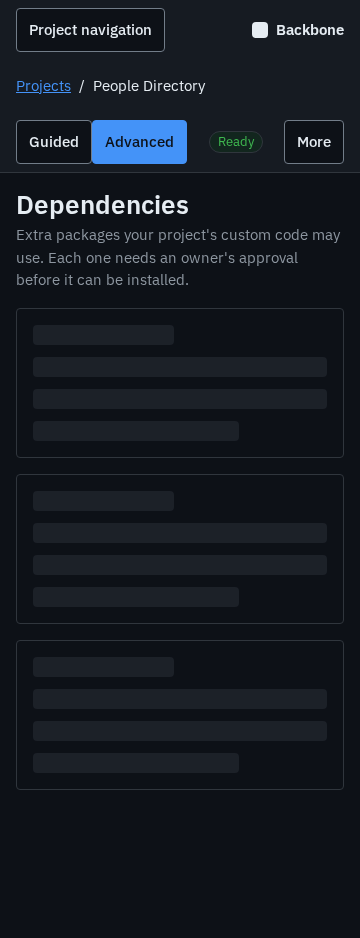 Project navigation
Backbone
Projects / People Directory
Guided
Advanced
Ready
More
Dependencies
Extra packages your project's custom code may
use. Each one needs an owner's approval
before it can be installed.